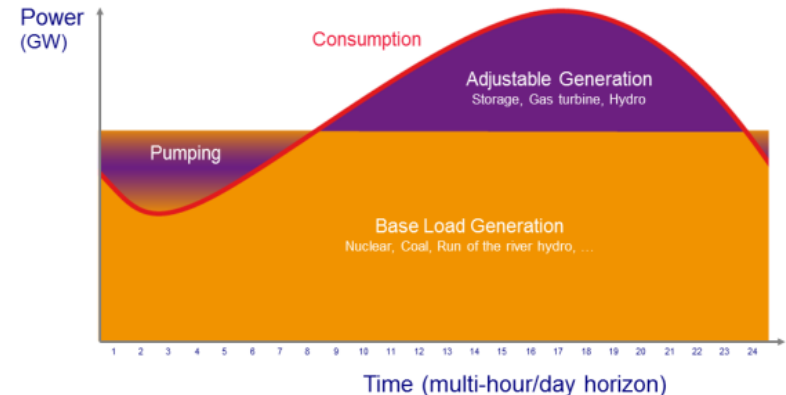 Power
(GW)
Consumption
Adjustable Generation
Storage, Gas turbine, Hydro
Pumping
Base Load Generation
Nuclear, Coal, Run of the river hydro, ...
1 2 3 4 5 6 7 8 9 10 11 12 13 14 15 16 17 18 19 20 21 22 23 24
Time (multi-hour/day horizon)